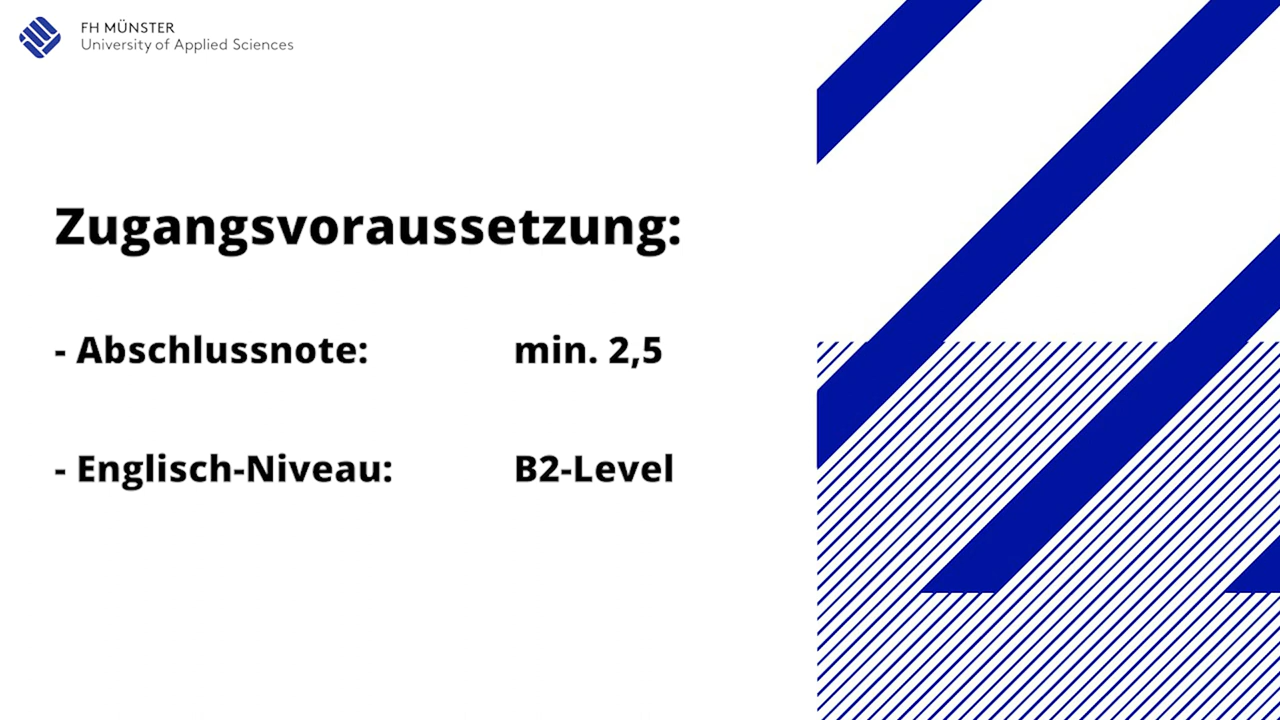 FH MÜNSTER
University of Applied Sciences
Zugangsvoraussetzung:
- Abschlussnote: min. 2,5
- Englisch-Niveau: B2-Level